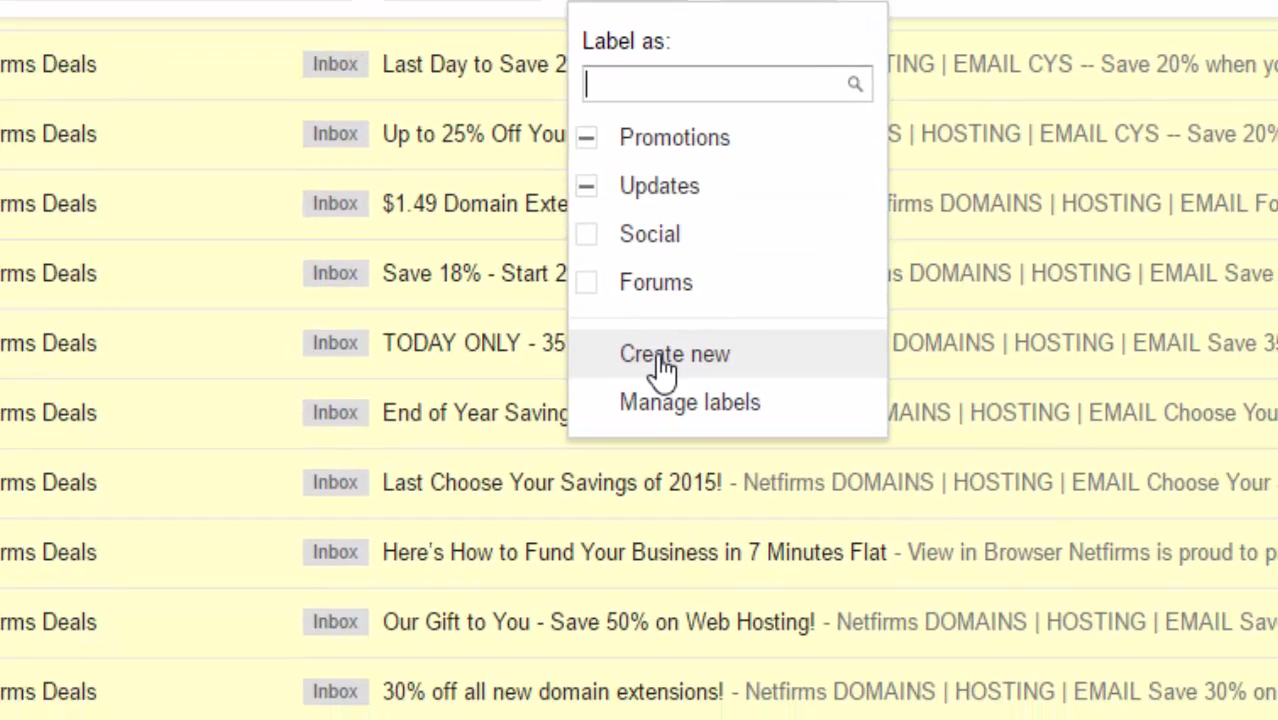 Label as:
Promotions
Updates
Social
Forums
Create new
Manage labels
rms Deals Inbox Last Day to Save 2 TING | EMAIL CYS -- Save 20% when yo
rms Deals Inbox Up to 25% Off You S | HOSTING | EMAIL CYS -- Save 20%
rms Deals Inbox $1.49 Domain Exte firms DOMAINS | HOSTING | EMAIL Fo
rms Deals Inbox Save 18% - Start 2 s DOMAINS | HOSTING | EMAIL Save
rms Deals Inbox TODAY ONLY - 35 DOMAINS | HOSTING | EMAIL Save 35
rms Deals Inbox End of Year Saving MAINS | HOSTING | EMAIL Choose You
rms Deals Inbox Last Choose Your Savings of 2015! - Netfirms DOMAINS | HOSTING | EMAIL Choose Your
rms Deals Inbox Here's How to Fund Your Business in 7 Minutes Flat - View in Browser Netfirms is proud to p
rms Deals Inbox Our Gift to You - Save 50% on Web Hosting! - Netfirms DOMAINS | HOSTING | EMAIL Sav
rms Deals Inbox 30% off all new domain extensions! - Netfirms DOMAINS | HOSTING | EMAIL Save 30% on